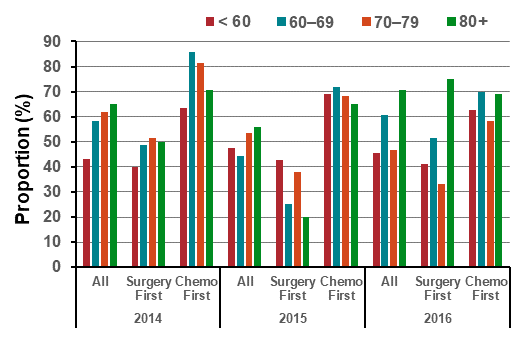 < 60 60–69 70–79 80+
90
80
70
60
50
40
30
20
10
0
Proportion (%)
All Surgery First Chemo First All Surgery First Chemo First All Surgery First Chemo First
2014 2015 2016